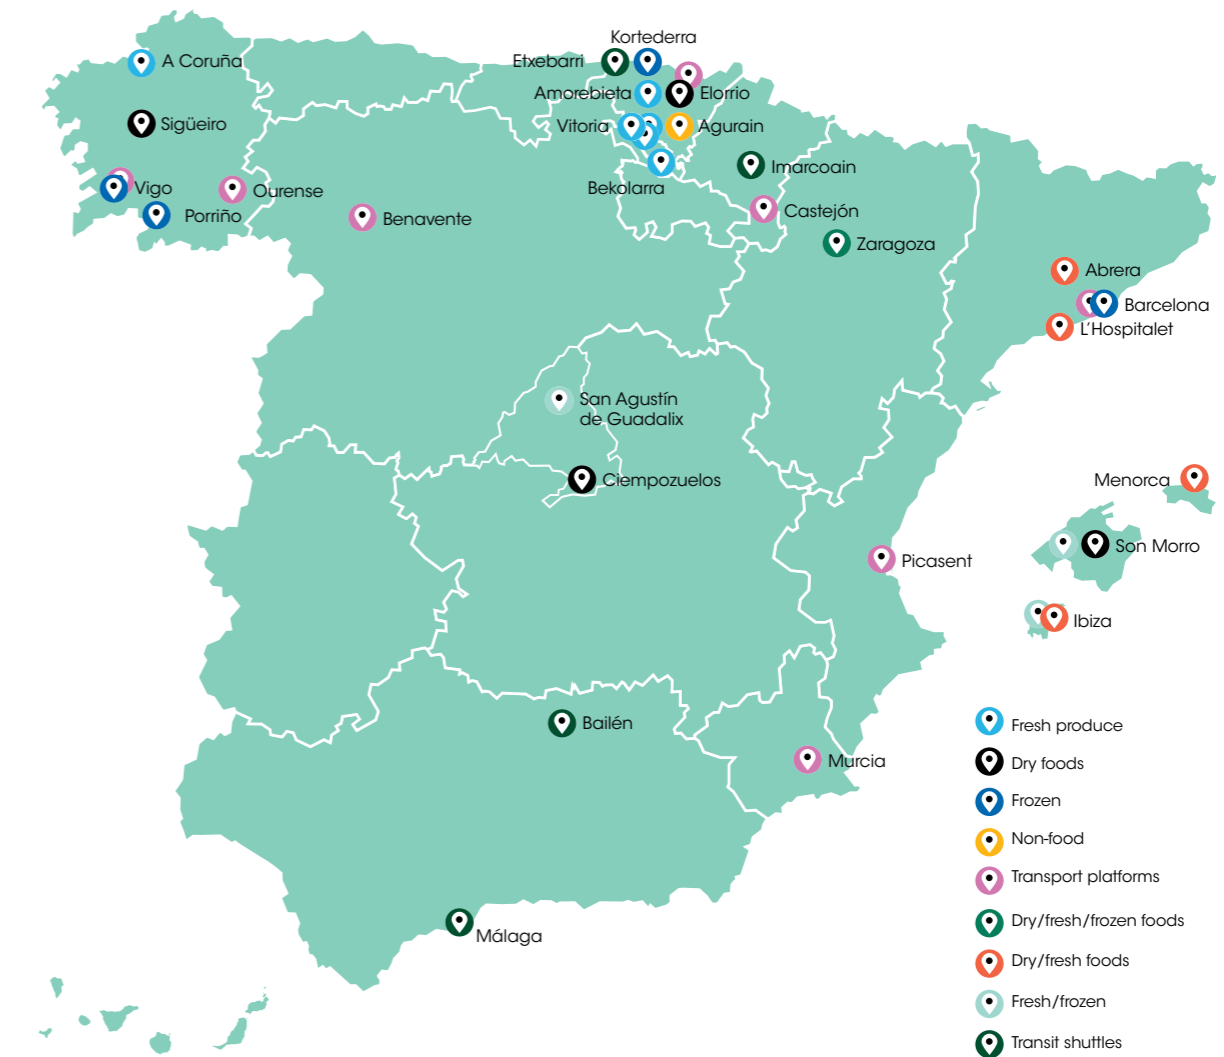 Kortederra
A Coruña
Etxebarri
Amorebieta
Elorrio
Sigüeiro
Vitoria
Agurain
Imarcoain
Bekolarra
Vigo
Ourense
Castejón
Porriño
Benavente
Zaragoza
Abrera
Barcelona
L'Hospitalet
San Agustín
de Guadalix
Ciempozuelos
Menorca
Son Morro
Picasent
Ibiza
Bailén
Murcia
Málaga
Fresh produce
Dry foods
Frozen
Non-food
Transport platforms
Dry/fresh/frozen foods
Dry/fresh foods
Fresh/frozen
Transit shuttles